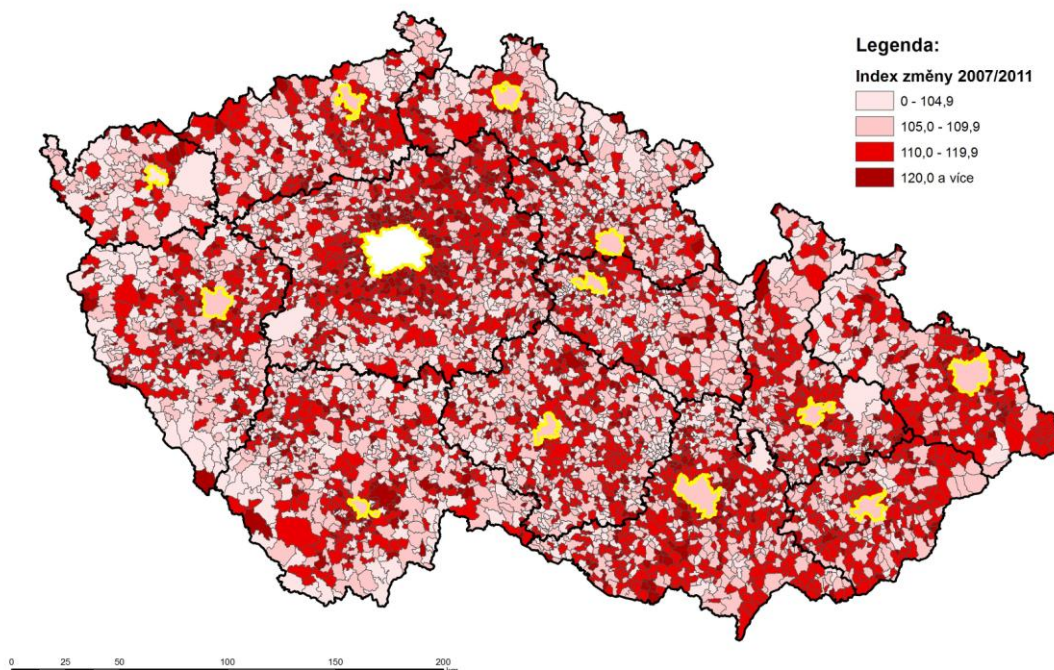 Legenda:
Index změny 2007/2011
0 - 104,9
105,0 - 109,9
110,0 - 119,9
120,0 a více
0 25 50 100 150 200